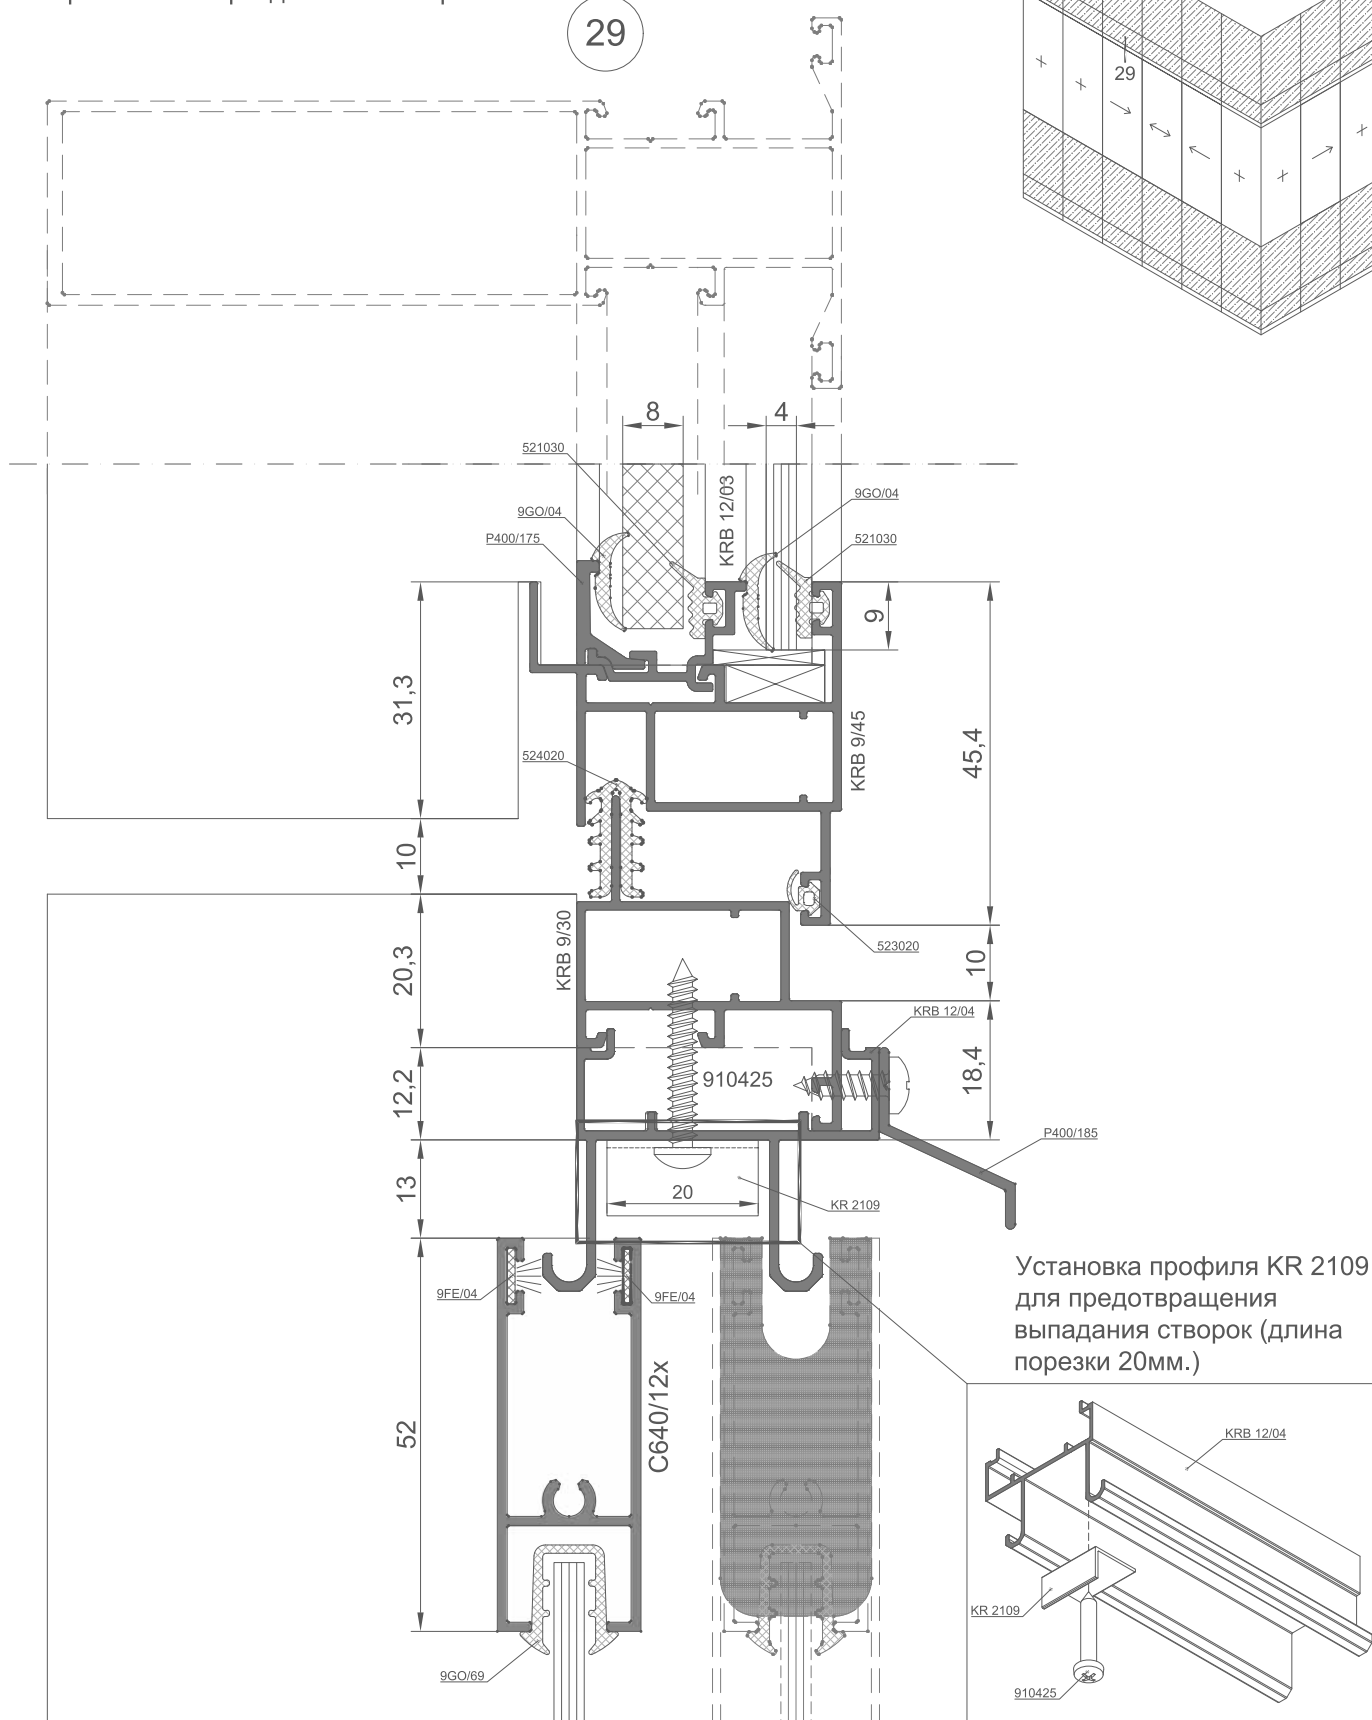 29
29
8
4
521030
9GO/04
KRB 12/03
9GO/04
P400/175
521030
9
31,3
KRB 9/45
45,4
524020
10
KRB 9/30
523020
20,3
10
KRB 12/04
910425
18,4
12,2
P400/185
13
20
KR 2109
Установка профиля KR 2109
для предотвращения
выпадания створок (длина
порезки 20мм.)
9FE/04
9FE/04
C640/12x
52
KRB 12/04
KR 2109
9GO/69
910425